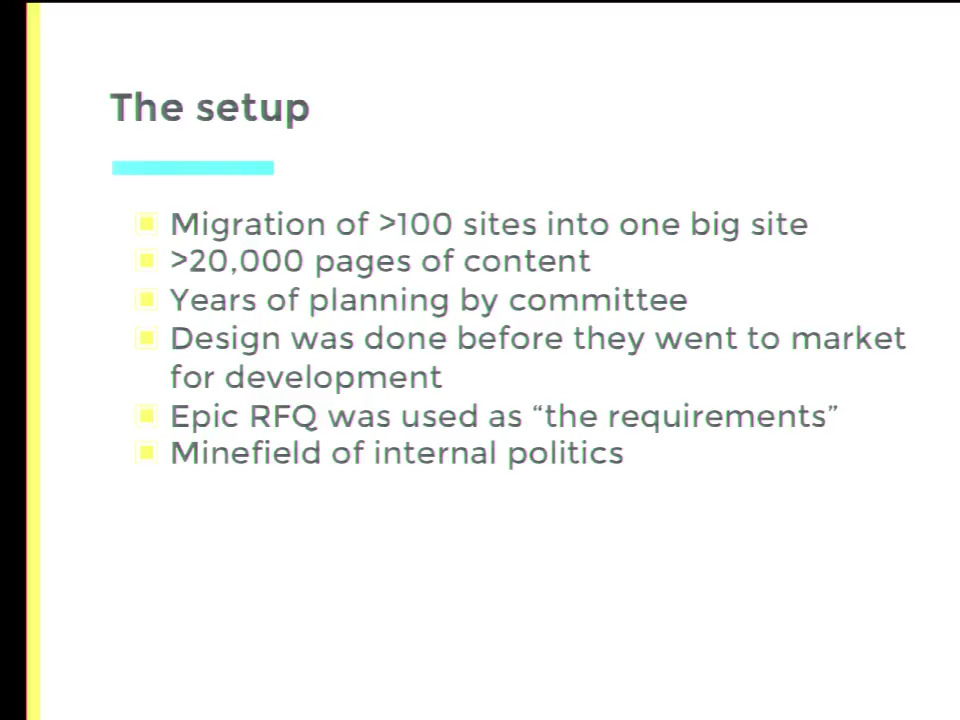 The setup
Migration of >100 sites into one big site
>20,000 pages of content
Years of planning by committee
Design was done before they went to market
for development
Epic RFQ was used as “the requirements”
Minefield of internal politics